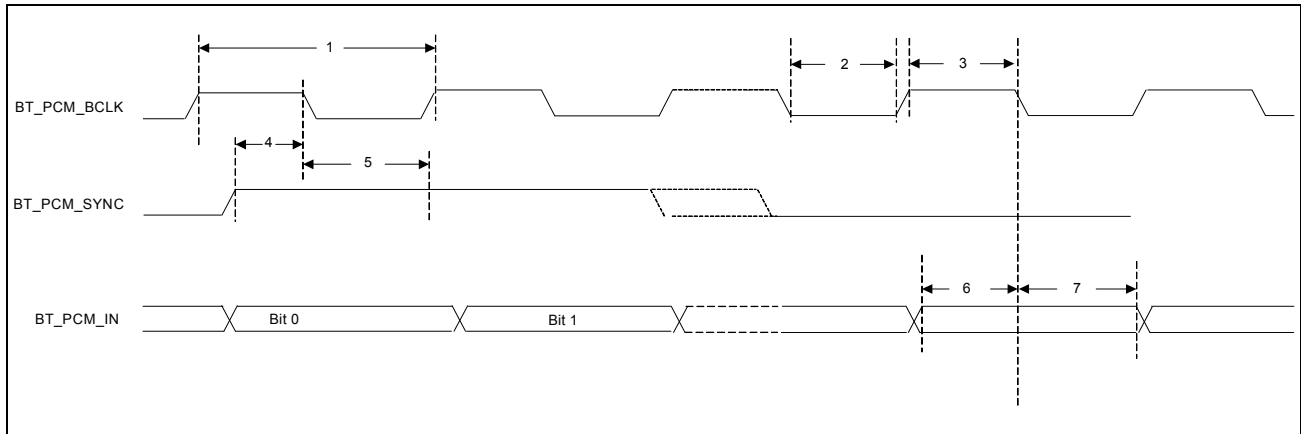 1
2
3
BT_PCM_BCLK
4
5
BT_PCM_SYNC
6
7
BT_PCM_IN
Bit 0
Bit 1